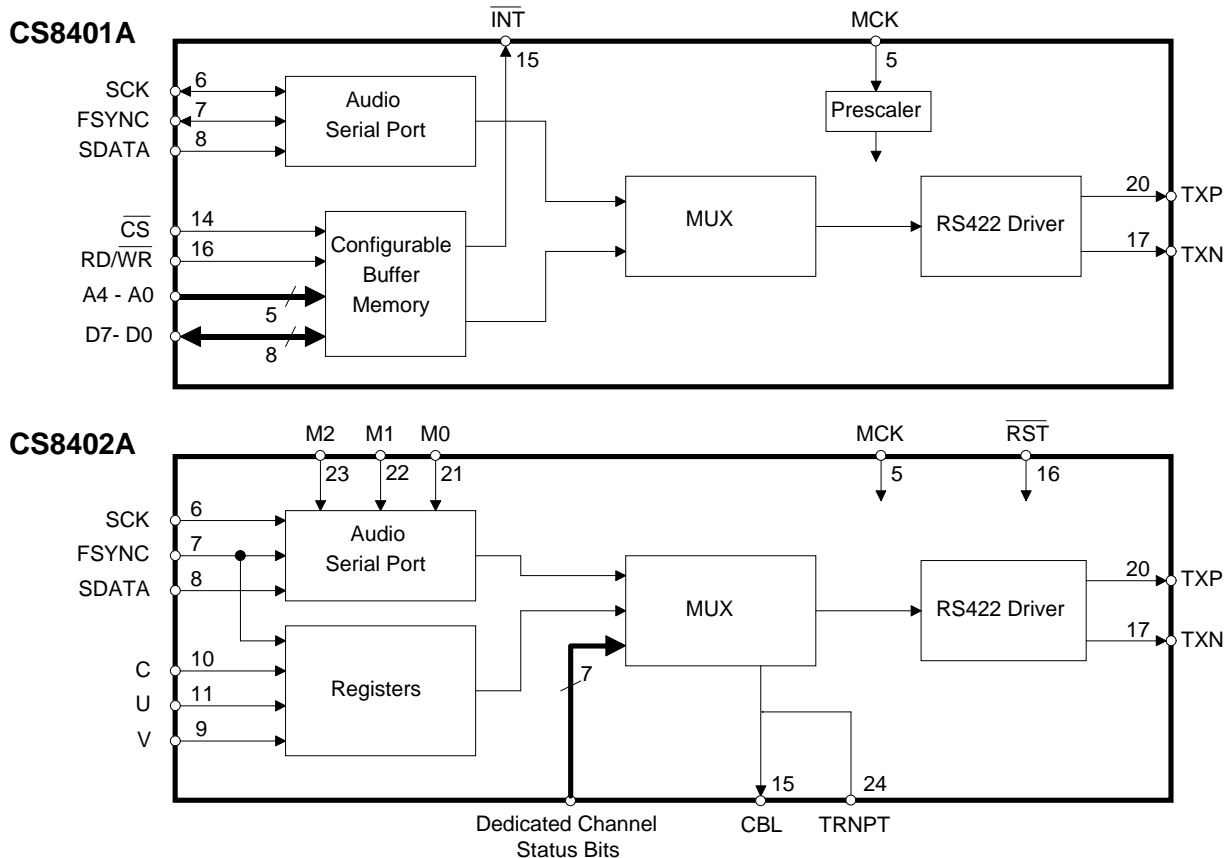 CS8401A
INT
MCK
15
5
SCK
6
FSYNC
7
SDATA
8
Audio
Serial Port
Prescaler
CS
14
RD/WR
16
A4 - A0
5
D7- D0
8
Configurable
Buffer
Memory
MUX
RS422 Driver
20
TXP
17
TXN
CS8402A
M2
M1
M0
MCK
RST
23
22
21
5
16
SCK
6
FSYNC
7
SDATA
8
Audio
Serial Port
C
10
U
11
V
9
Registers
MUX
7
RS422 Driver
20
TXP
17
TXN
15
24
Dedicated Channel
Status Bits
CBL
TRNPT